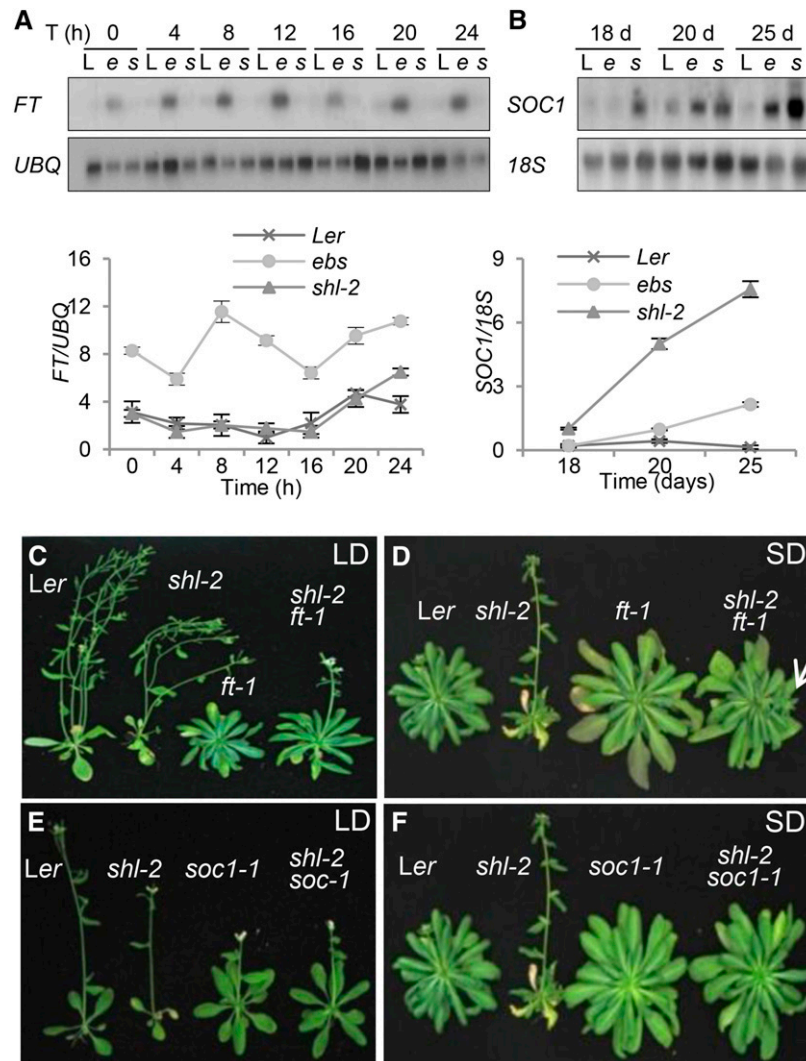 A
T (h) 0 4 8 12 16 20 24
L e s L e s L e s L e s L e s L e s L e s
FT
UBQ
B
18 d 20 d 25 d
L e s L e s L e s
SOC1
18S
Ler
ebs
shl-2
FT/UBQ
16
12
8
4
0
0 4 8 12 16 20 24
Time (h)
Ler
ebs
shl-2
SOC1/18S
9
6
3
0
18 20 25
Time (days)
C LD
Ler shl-2 shl-2
ft-1
ft-1
D SD
Ler shl-2 ft-1 shl-2
ft-1
E LD
Ler shl-2 soc1-1 shl-2
soc-1
F SD
Ler shl-2 soc1-1 shl-2
soc1-1